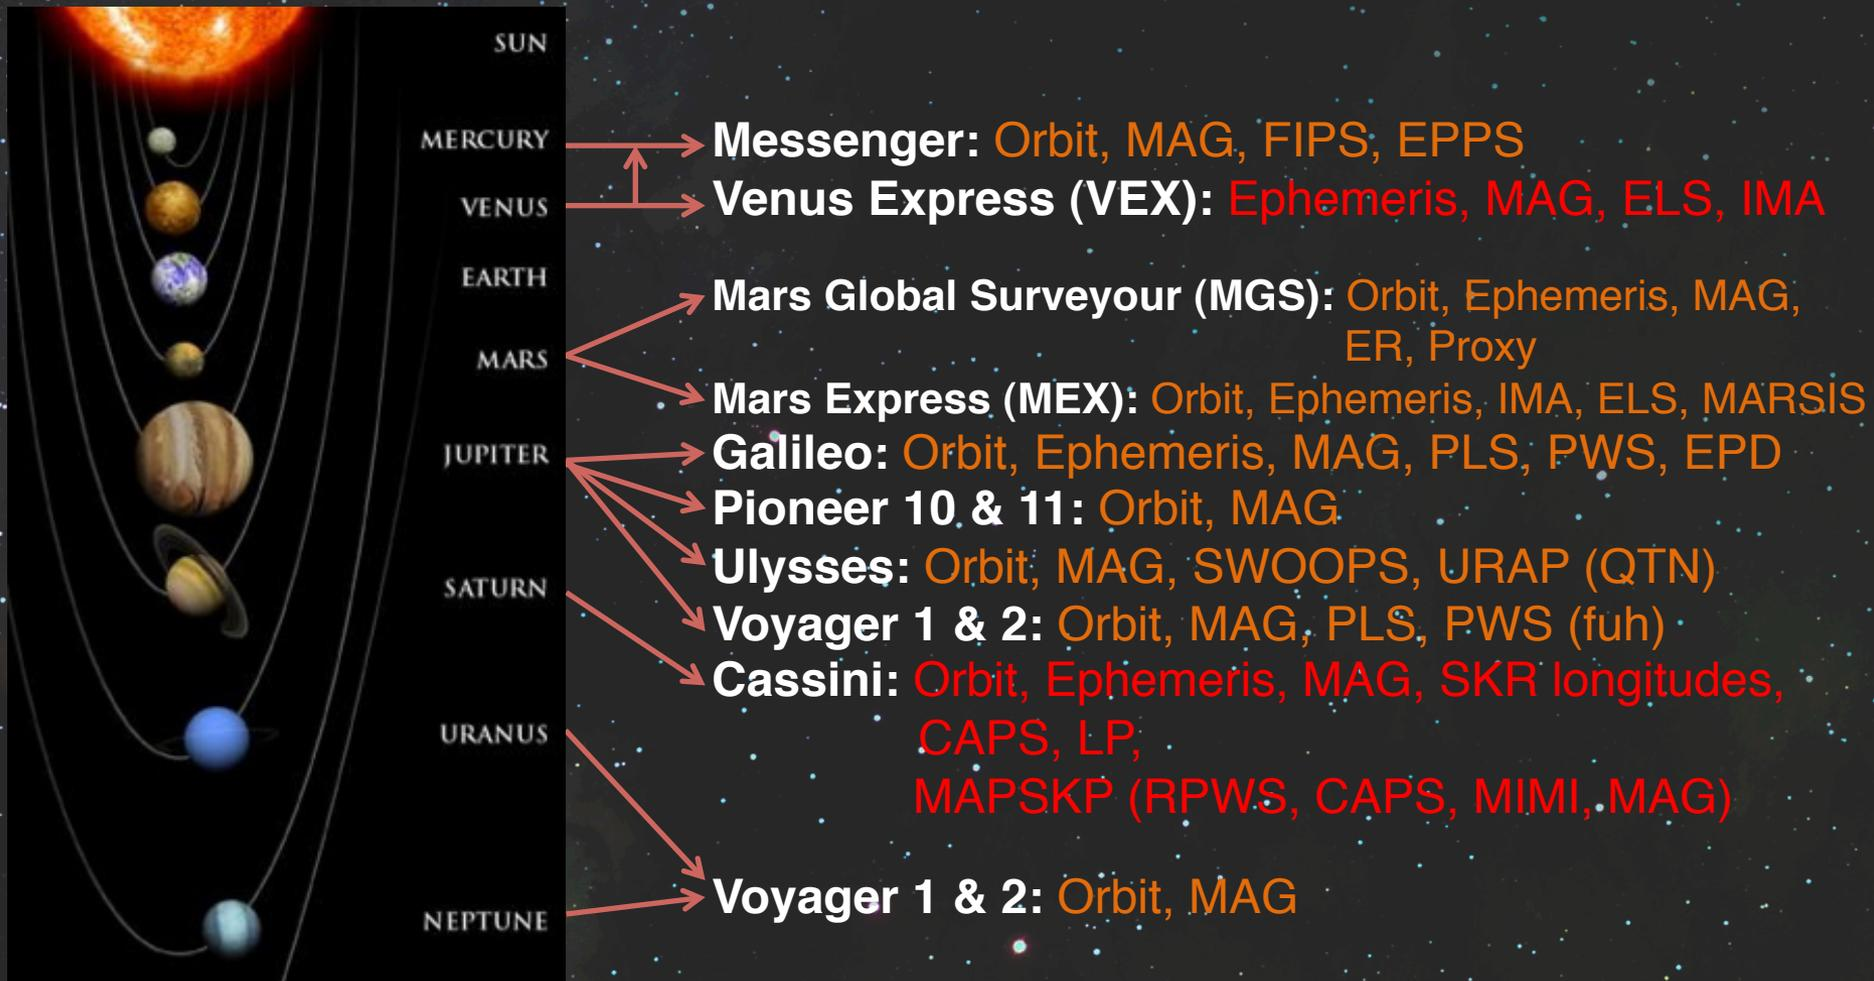 SUN
MERCURY
VENUS
EARTH
MARS
JUPITER
SATURN
URANUS
NEPTUNE
Messenger: Orbit, MAG, FIPS, EPPS
Venus Express (VEX): Ephemeris, MAG, ELS, IMA
Mars Global Surveyour (MGS): Orbit, Ephemeris, MAG,
ER, Proxy
Mars Express (MEX): Orbit, Ephemeris, IMA, ELS, MARSIS
Galileo: Orbit, Ephemeris, MAG, PLS, PWS, EPD
Pioneer 10 & 11: Orbit, MAG
Ulysses: Orbit, MAG, SWOOPS, URAP (QTN)
Voyager 1 & 2: Orbit, MAG, PLS, PWS (fuh)
Cassini: Orbit, Ephemeris, MAG, SKR longitudes,
CAPS, LP,
MAPSKP (RPWS, CAPS, MIMI, MAG)
Voyager 1 & 2: Orbit, MAG